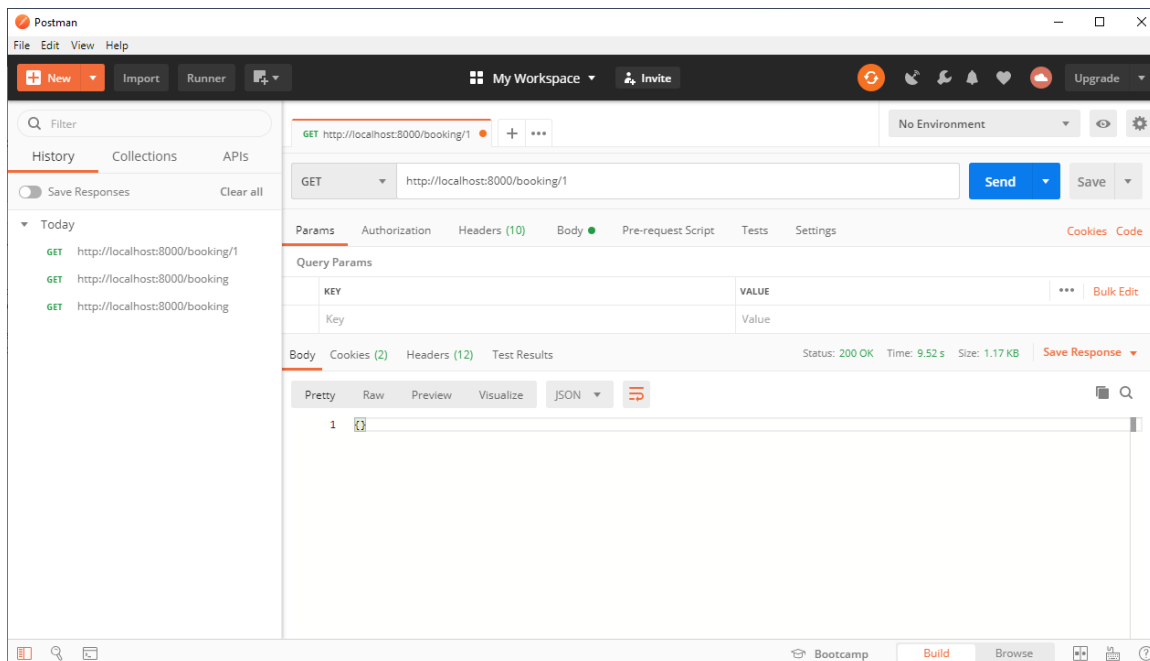 Postman
File Edit View Help
New Import Runner My Workspace Invite Upgrade
Filter
History Collections APIs
Save Responses Clear all
Today
GET http://localhost:8000/booking/1
GET http://localhost:8000/booking
GET http://localhost:8000/booking
GET http://localhost:8000/booking/1 No Environment
GET http://localhost:8000/booking/1 Send Save
Params Authorization Headers (10) Body Pre-request Script Tests Settings Cookies Code
Query Params
KEY VALUE Bulk Edit
Key Value
Body Cookies (2) Headers (12) Test Results Status: 200 OK Time: 9.52 s Size: 1.17 KB Save Response
Pretty Raw Preview Visualize JSON
1 {}
Bootcamp Build Browse